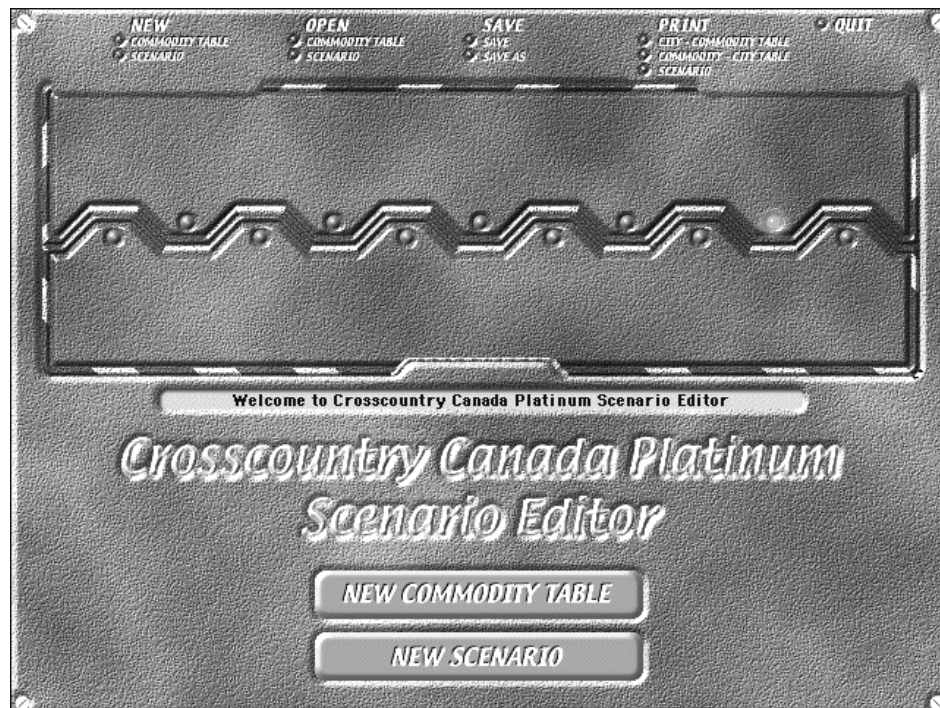 NEW OPEN SAVE PRINT QUIT
COMMODITY TABLE COMMODITY TABLE SAVE CITY - COMMODITY TABLE
SCENARIO SCENARIO SAVE AS COMMODITY - CITY TABLE
SCENARIO
Welcome to Crosscountry Canada Platinum Scenario Editor
Crosscountry Canada Platinum
Scenario Editor
NEW COMMODITY TABLE
NEW SCENARIO